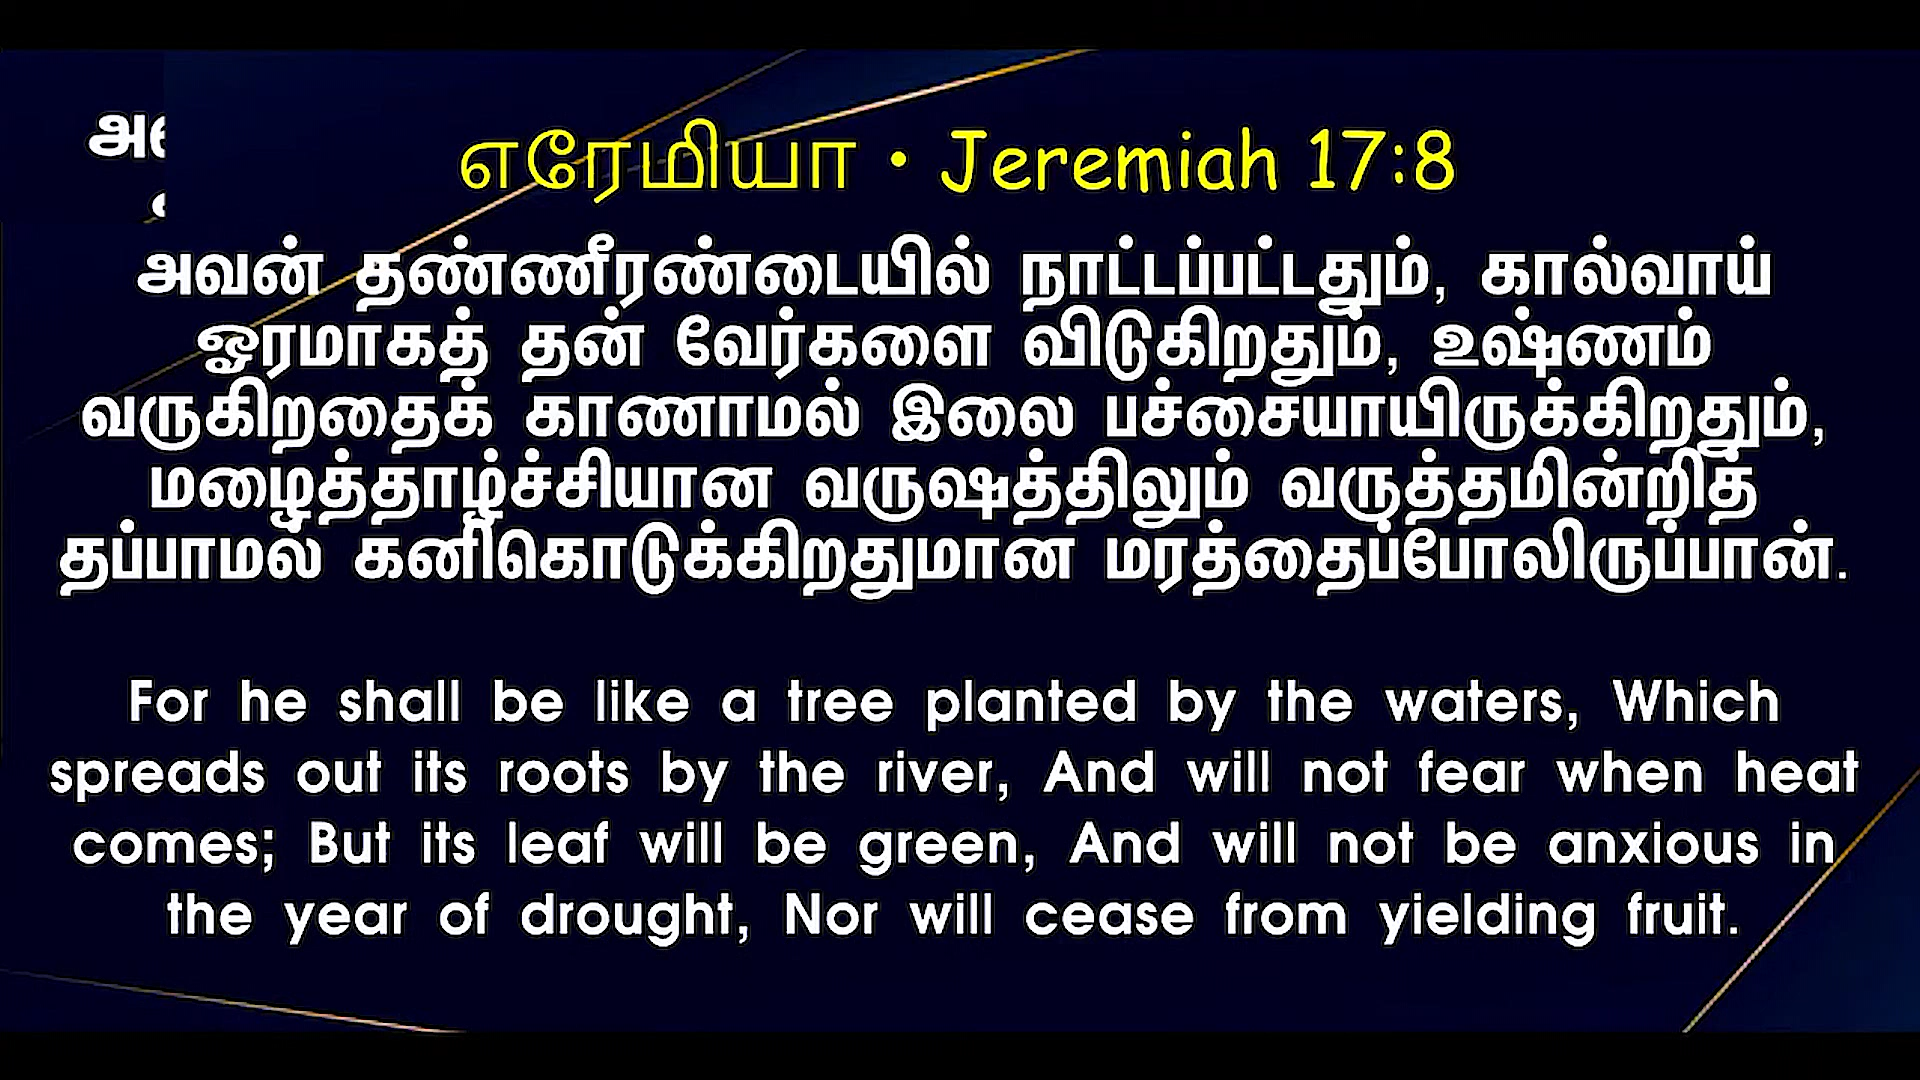 எரேமியா • Jeremiah 17:8
அவன் தண்ணீரண்டையில் நாட்டப்பட்டதும், கால்வாய்
ஓரமாகத் தன் வேர்களை விடுகிறதும், உஷ்ணம்
வருகிறதைக் காணாமல் இலை பச்சையாயிருக்கிறதும்,
மழைத்தாழ்ச்சியான வருஷத்திலும் வருத்தமின்றித்
தப்பாமல் கனிகொடுக்கிறதுமான மரத்தைப்போலிருப்பான்.
For he shall be like a tree planted by the waters, Which
spreads out its roots by the river, And will not fear when heat
comes; But its leaf will be green, And will not be anxious in
the year of drought, Nor will cease from yielding fruit.